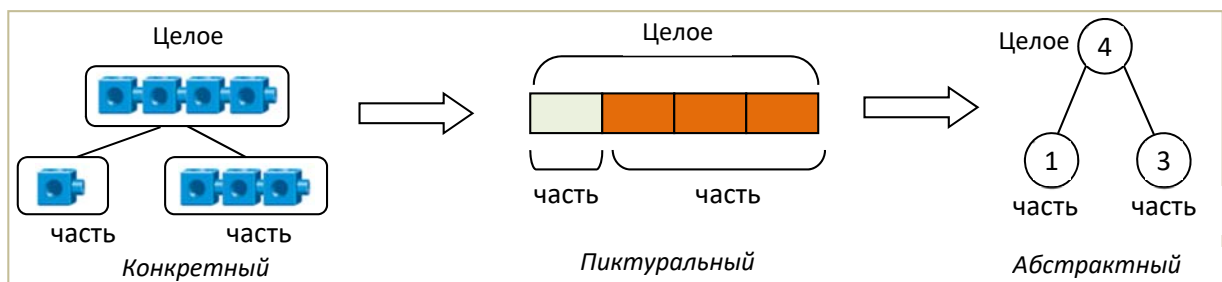 Целое
часть
часть
Конкретный
Целое
часть
часть
Пиктуральный
Целое
4
1
3
часть
часть
Абстрактный